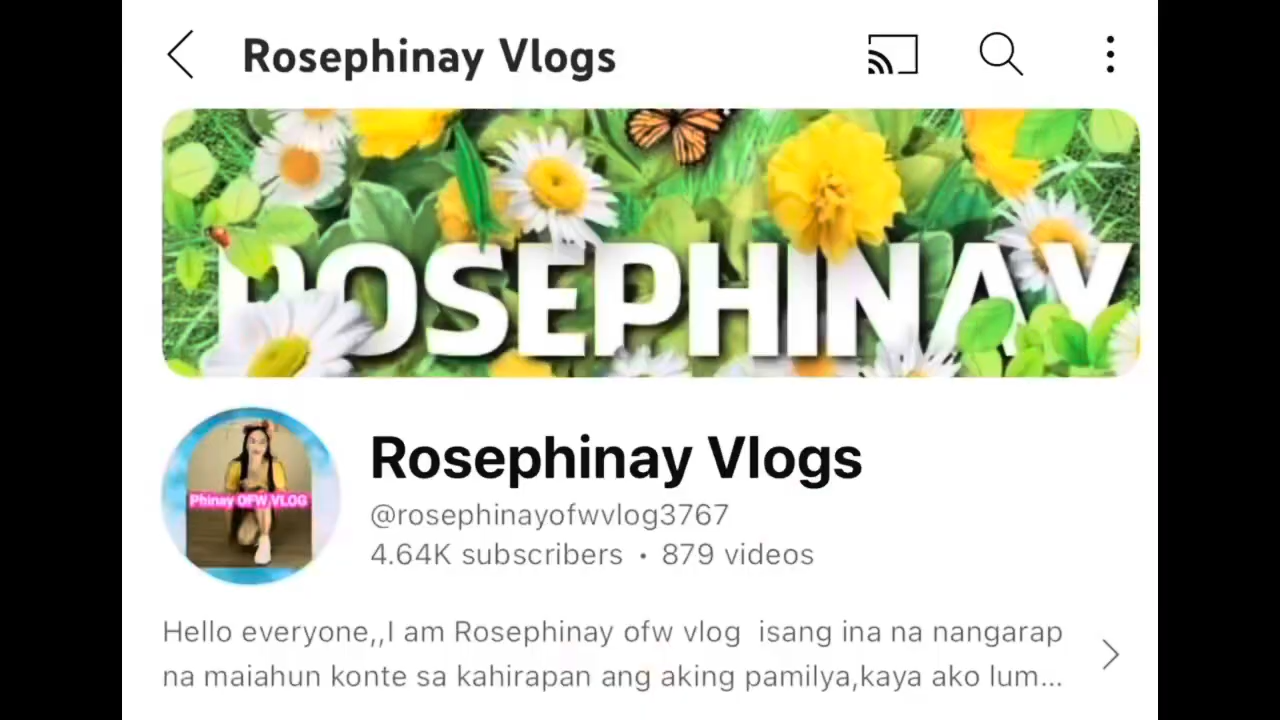 Rosephinay Vlogs
ROSEPHINAY
Phinay OFW VLOG
Rosephinay Vlogs
@rosephinayofwvlog3767
4.64K subscribers • 879 videos
Hello everyone,,I am Rosephinay ofw vlog  isang ina na nangarap
na maiahun konte sa kahirapan ang aking pamilya,kaya ako lum...